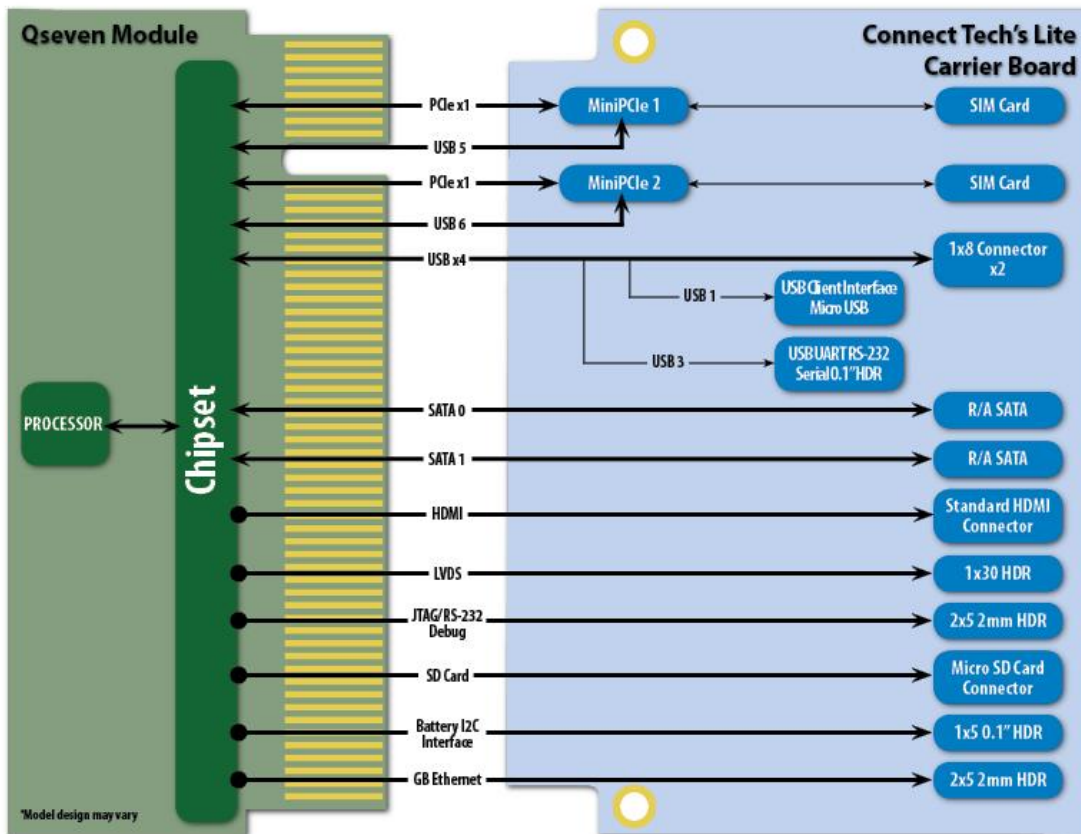 Qseven Module
Connect Tech's Lite
Carrier Board
PCIe x1
MiniPCIe 1
SIM Card
USB 5
PCIe x1
MiniPCIe 2
SIM Card
USB 6
USB x4
1x8 Connector
x2
USB 1
USB Client Interface
Micro USB
USB 3
USB UART RS-232
Serial 0.1" HDR
PROCESSOR
Chipset
SATA 0
R/A SATA
SATA 1
R/A SATA
HDMI
Standard HDMI
Connector
LVDS
1x30 HDR
JTAG/RS-232
Debug
2x5 2mm HDR
SD Card
Micro SD Card
Connector
Battery I2C
Interface
1x5 0.1" HDR
GB Ethernet
2x5 2mm HDR
*Model design may vary